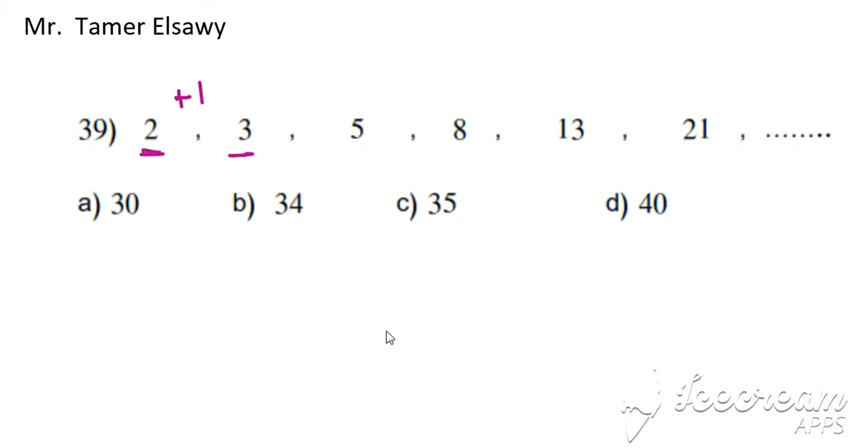 Mr. Tamer Elsawy
+1
39) 2 , 3 , 5 , 8 , 13 , 21 , ........
a) 30 b) 34 c) 35 d) 40
Icecream
APPS